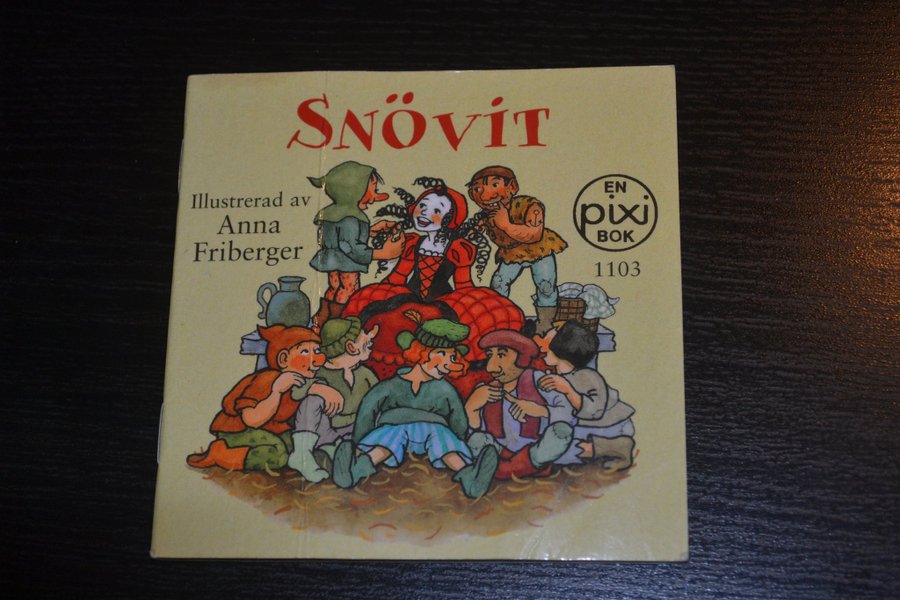 SNÖVIT
Illustrerad av
Anna
Friberger
EN
pixi
BOK
1103